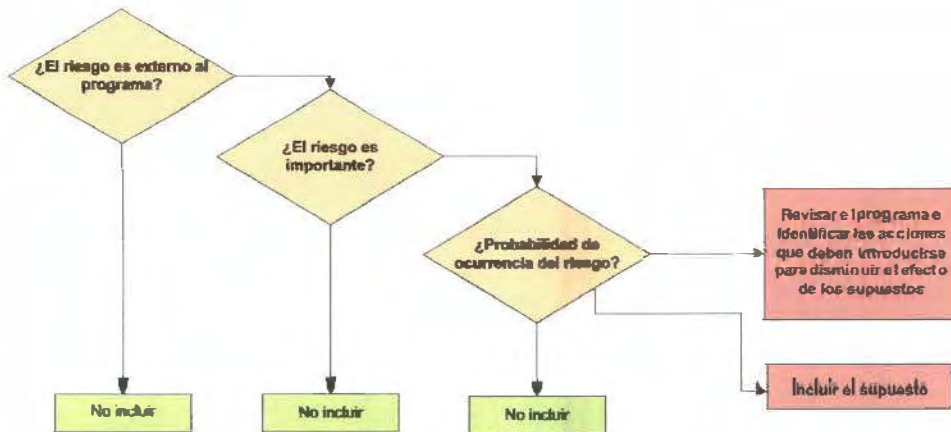 ¿El riesgo es externo al
programa?
¿El riesgo es
importante?
¿Probabilidad de
ocurrencia del riesgo?
Revisar el programa e
identificar las acciones
que deben introducirse
para disminuir el efecto
de los supuestos
No incluir
No incluir
No incluir
Incluir el supuesto